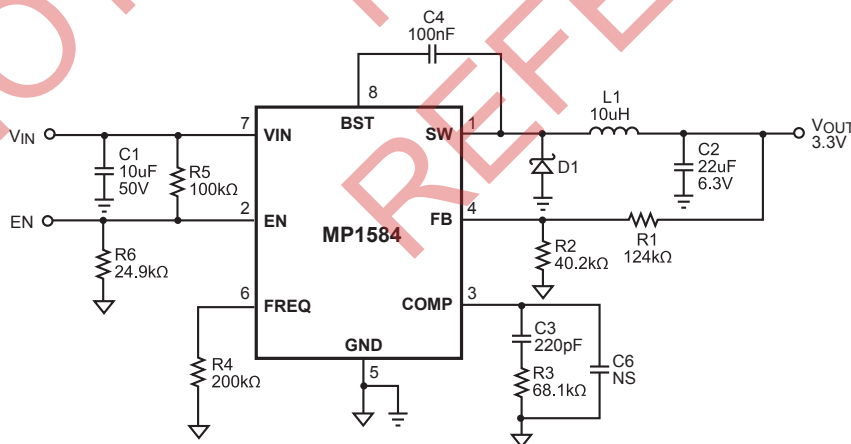 C4
100nF
8
BST
L1
10uH
VIN
7
VIN
SW
1
VOUT
3.3V
C1
10uF
50V
R5
100kΩ
D1
C2
22uF
6.3V
EN
2
EN
FB
4
MP1584
R2
40.2kΩ
R1
124kΩ
R6
24.9kΩ
6
FREQ
COMP
3
C3
220pF
R4
200kΩ
GND
5
R3
68.1kΩ
C6
NS
REFE